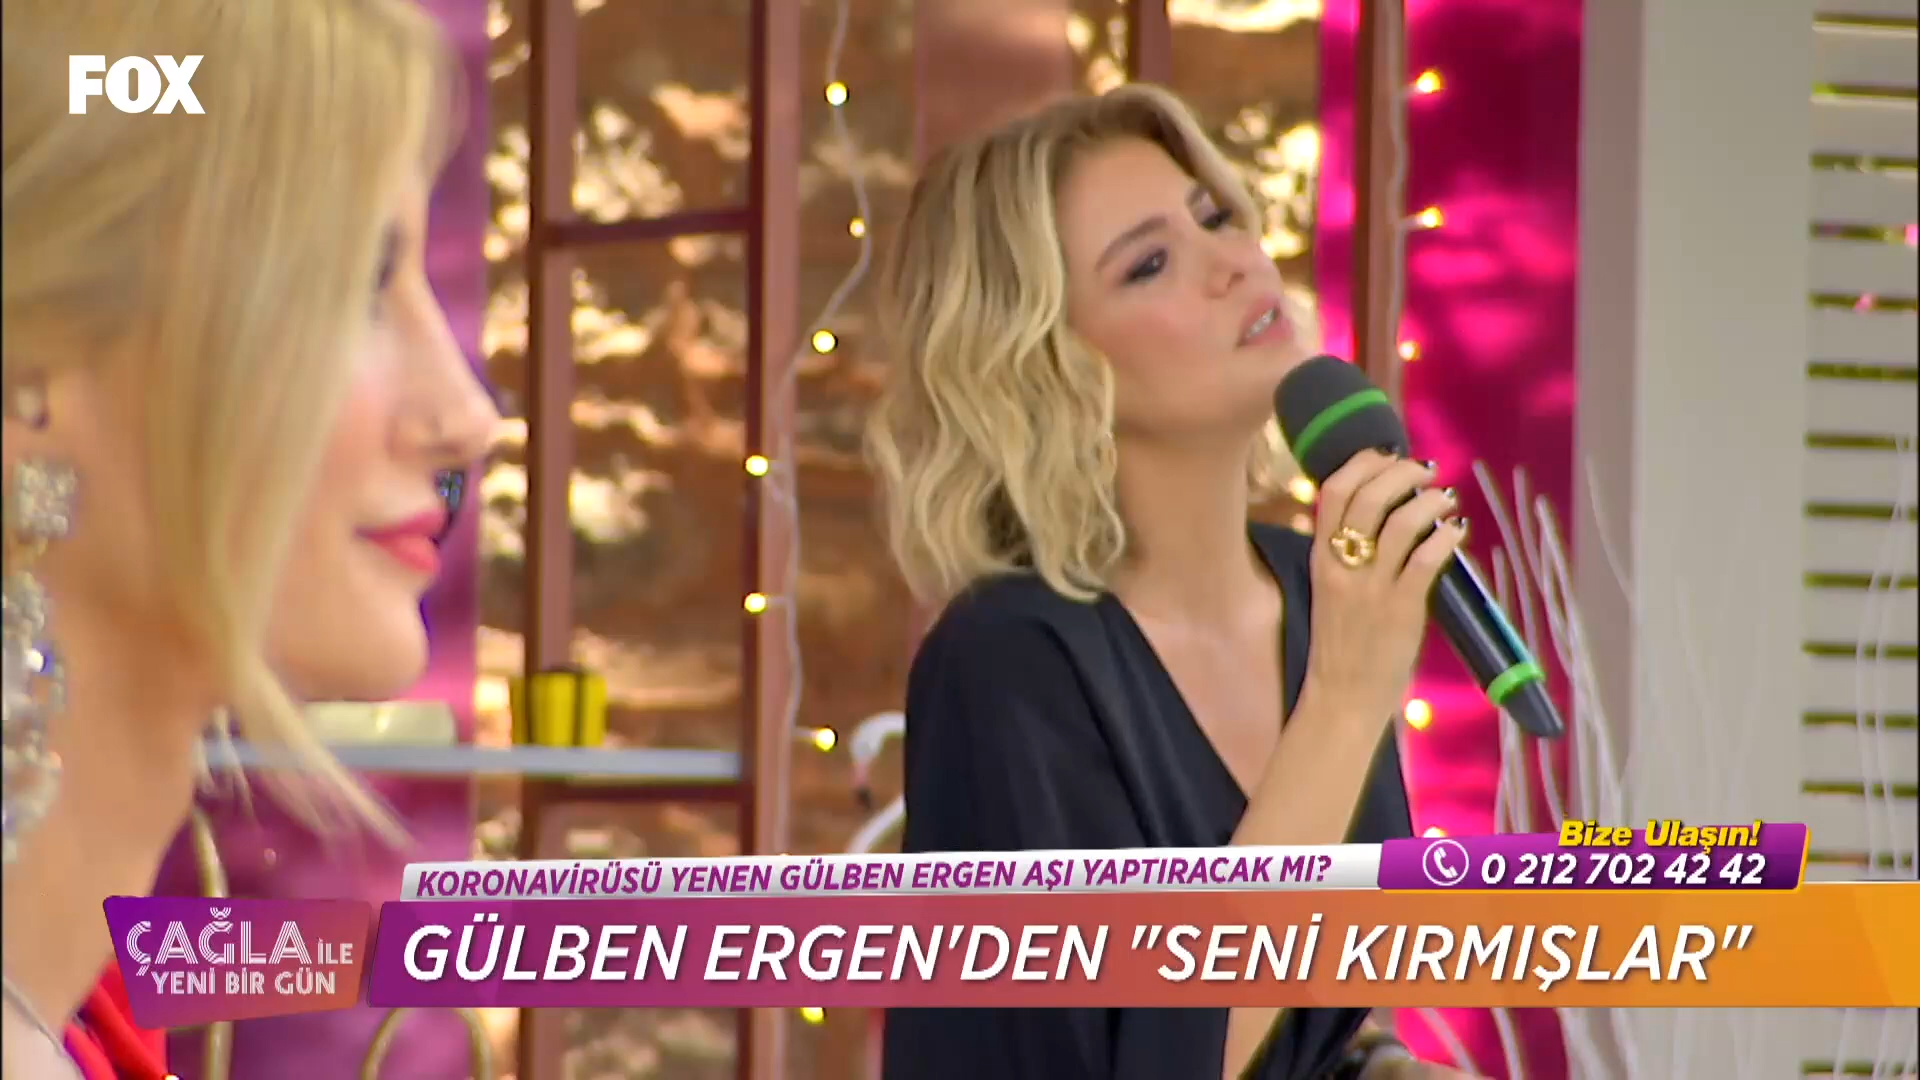 FOX
Bize Ulaşın!
KORONAVİRÜSÜ YENEN GÜLBEN ERGEN AŞI YAPTIRACAK MI?
0 212 702 42 42
ÇAĞLA İLE
YENİ BİR GÜN
GÜLBEN ERGEN'DEN "SENİ KIRMIŞLAR"